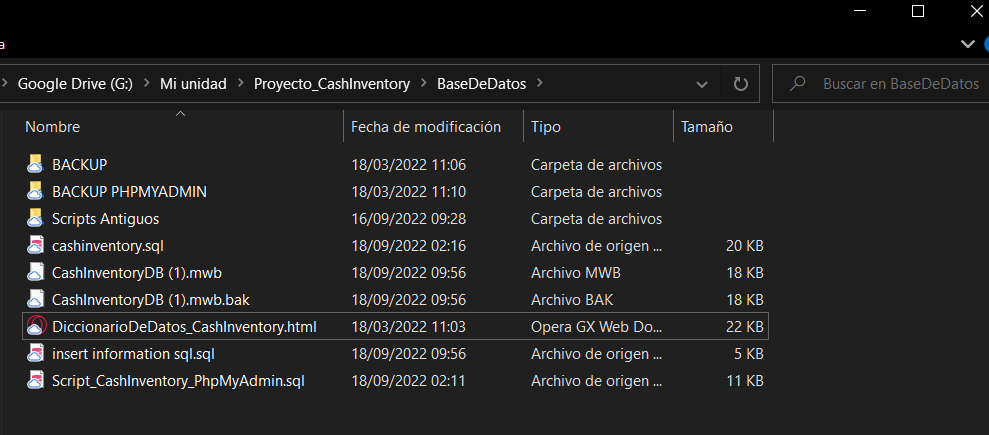 a
Google Drive (G:) > Mi unidad > Proyecto_CashInventory > BaseDeDatos >
Buscar en BaseDeDatos
Nombre Fecha de modificación Tipo Tamaño
BACKUP 18/03/2022 11:06 Carpeta de archivos
BACKUP PHPMYADMIN 18/03/2022 11:10 Carpeta de archivos
Scripts Antiguos 16/09/2022 09:28 Carpeta de archivos
cashinventory.sql 18/09/2022 02:16 Archivo de origen ... 20 KB
CashInventoryDB (1).mwb 18/09/2022 09:56 Archivo MWB 18 KB
CashInventoryDB (1).mwb.bak 18/09/2022 09:56 Archivo BAK 18 KB
DiccionarioDeDatos_CashInventory.html 18/03/2022 11:03 Opera GX Web Do... 22 KB
insert information sql.sql 18/09/2022 09:56 Archivo de origen ... 5 KB
Script_CashInventory_PhpMyAdmin.sql 18/09/2022 02:11 Archivo de origen ... 11 KB